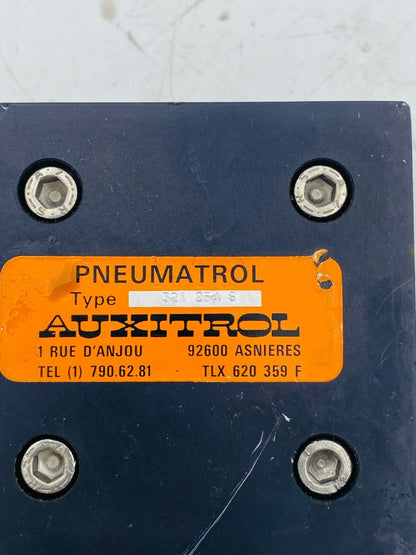 PNEUMATROL
Type
AUXITROL
1 RUE D'ANJOU 92600 ASNIERES
TEL (1) 790.62.81 - TLX 620 359 F